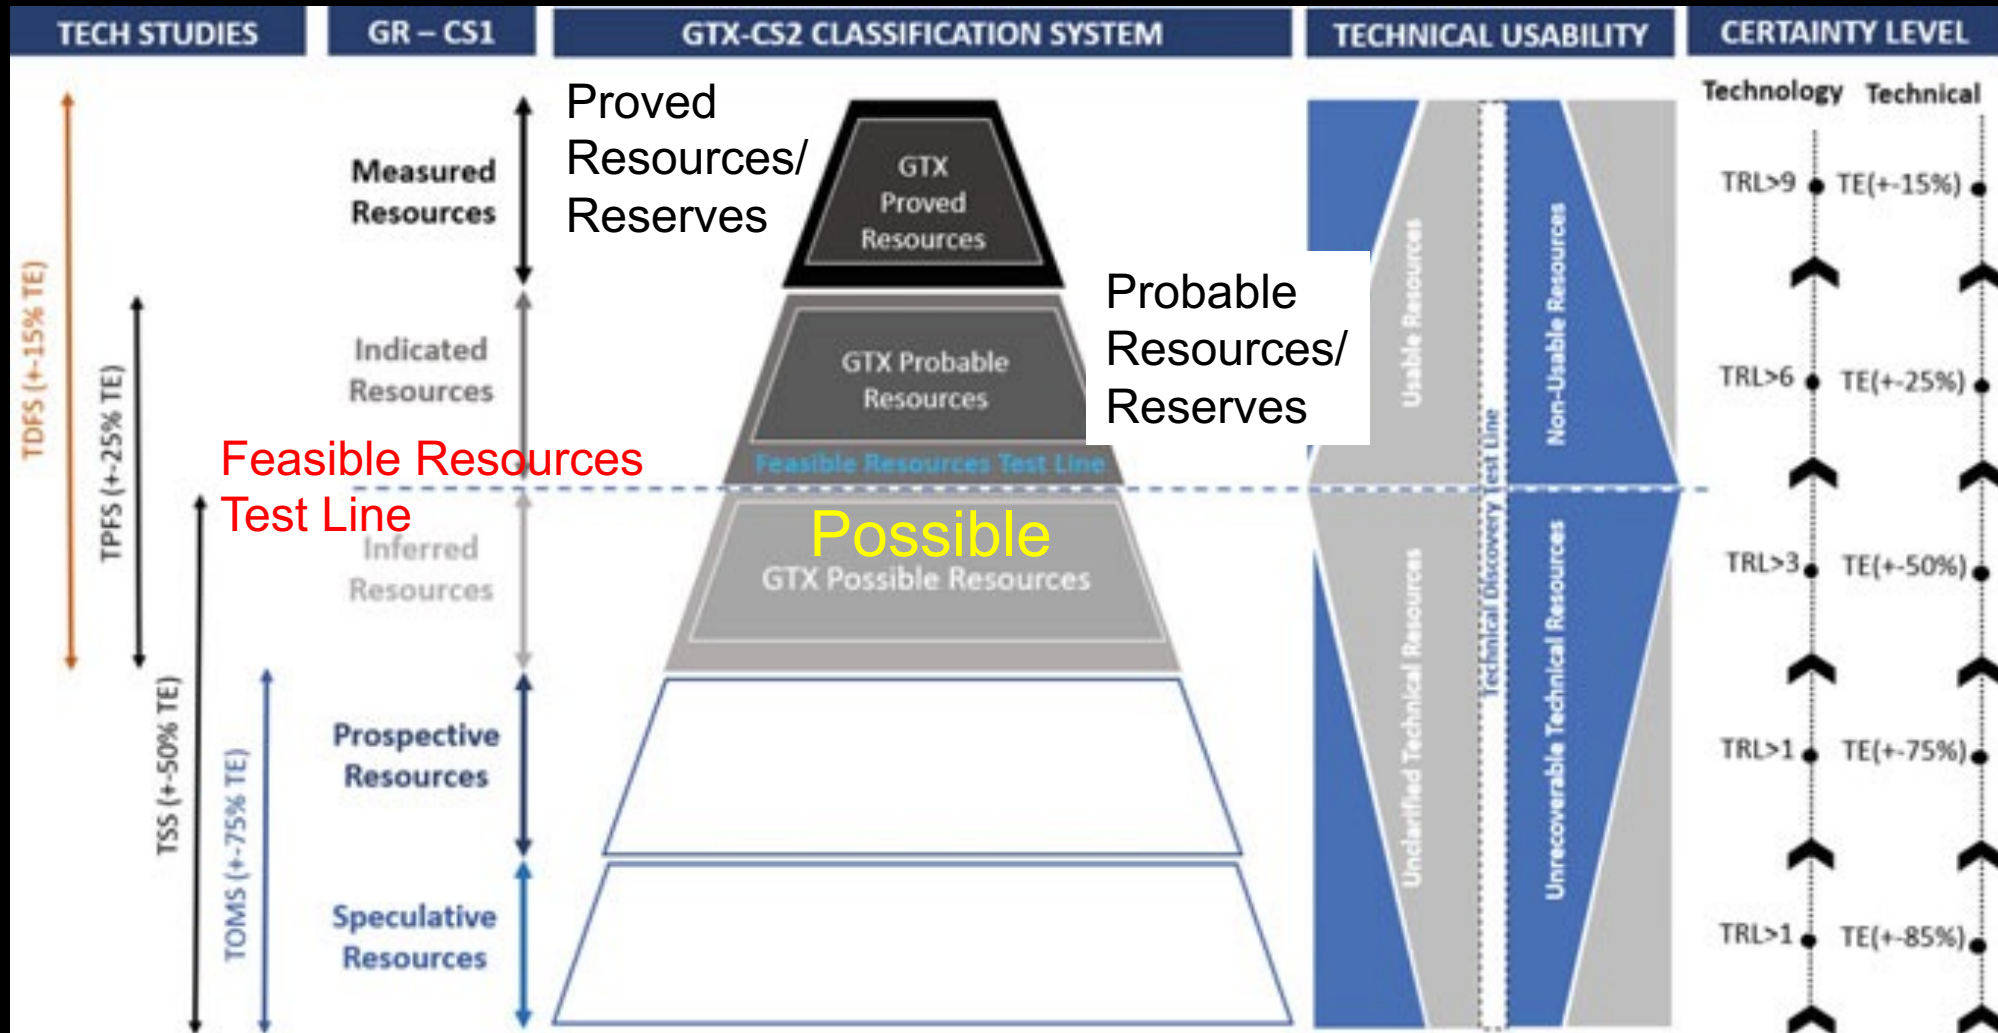 TECH STUDIES
GR – CS1
GTX-CS2 CLASSIFICATION SYSTEM
TECHNICAL USABILITY
CERTAINTY LEVEL
TDFS (+-15% TE)
TPFS (+-25% TE)
TSS (+-50% TE)
TOMS (+-75% TE)
Measured
Resources
Indicated
Resources
Feasible Resources
Test Line
Inferred
Resources
Prospective
Resources
Speculative
Resources
Proved
Resources/
Reserves
GTX
Proved
Resources
Probable
Resources/
Reserves
GTX Probable
Resources
Feasible Resources Test Line
Possible
GTX Possible Resources
Usable Resources
Non-Usable Resources
Technical Discovery Test Line
Unclarified Technical Resources
Unrecoverable Technical Resources
Technology Technical
TRL>9 TE(+-15%)
TRL>6 TE(+-25%)
TRL>3 TE(+-50%)
TRL>1 TE(+-75%)
TRL>1 TE(+-85%)